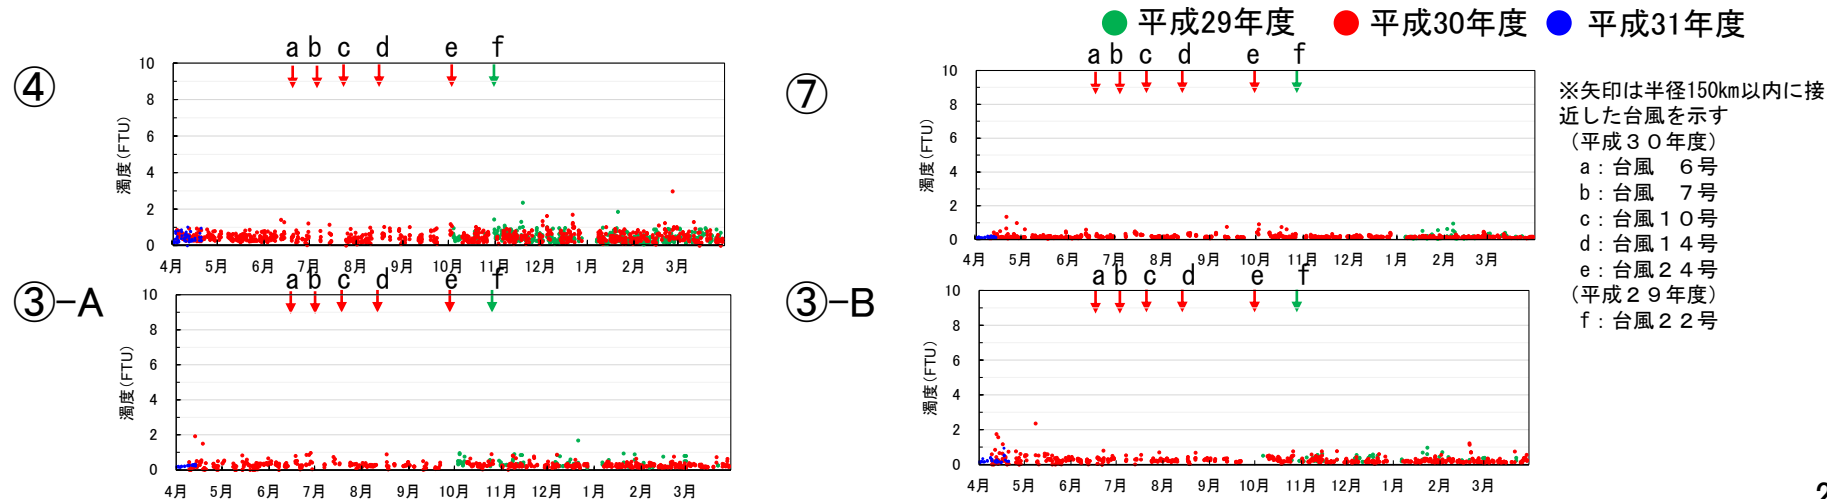 平成29年度 平成30年度 平成31年度
④
a b c d e f
10
8
6
4
2
0
濁度(FTU)
4月 5月 6月 7月 8月 9月 10月 11月 12月 1月 2月 3月
⑦
a b c d e f
10
8
6
4
2
0
濁度(FTU)
4月 5月 6月 7月 8月 9月 10月 11月 12月 1月 2月 3月
③-A
a b c d e f
10
8
6
4
2
0
濁度(FTU)
4月 5月 6月 7月 8月 9月 10月 11月 12月 1月 2月 3月
③-B
a b c d e f
10
8
6
4
2
0
濁度(FTU)
4月 5月 6月 7月 8月 9月 10月 11月 12月 1月 2月 3月
※矢印は半径150km以内に接
近した台風を示す
(平成３０年度)
a：台風　６号
b：台風　７号
c：台風１０号
d：台風１４号
e：台風２４号
(平成２９年度)
f：台風２２号